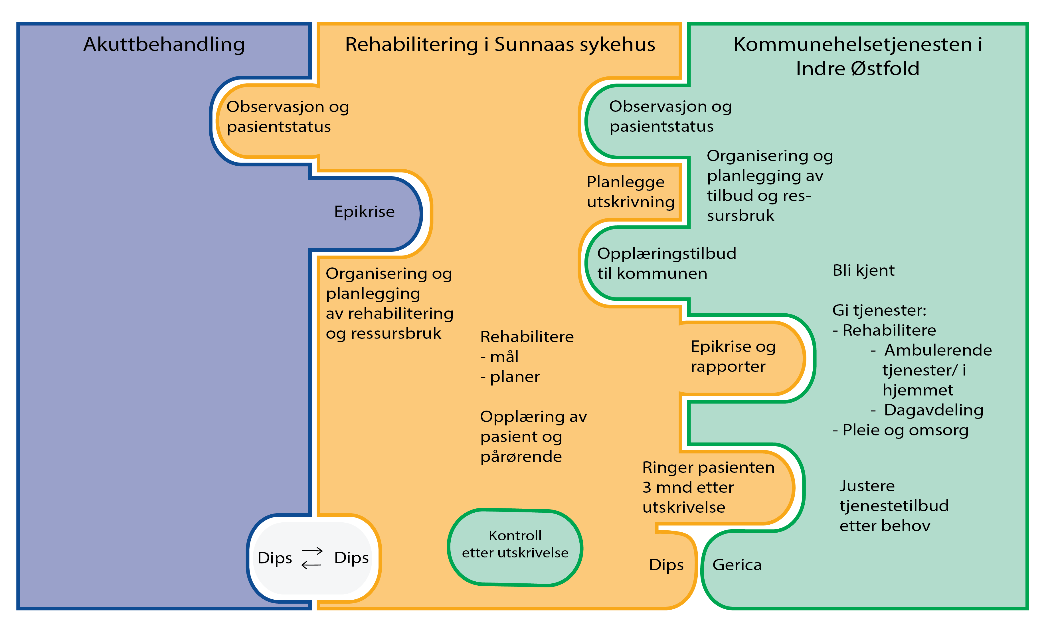 Akuttbehandling
Rehabilitering i Sunnaas sykehus
Kommunehelsetjenesten i
Indre Østfold
Observasjon og
pasientstatus
Epikrise
Organisering og
planlegging
av rehabilitering
og ressursbruk
Rehabilitere
- mål
- planer
Opplæring av
pasient og
pårørende
Observasjon og
pasientstatus
Planlegge
utskrivning
Opplæringstilbud
til kommunen
Organisering og
planlegging av
tilbud og res-
sursbruk
Epikrise og
rapporter
Bli kjent
Gi tjenester:
- Rehabilitere
- Ambulerende
tjenester/ i
hjemmet
- Dagavdeling
- Pleie og omsorg
Ringer pasienten
3 mnd etter
utskrivelse
Justere
tjenestetilbud
etter behov
Kontroll
etter utskrivelse
Dips ⇄ Dips
Dips
Gerica